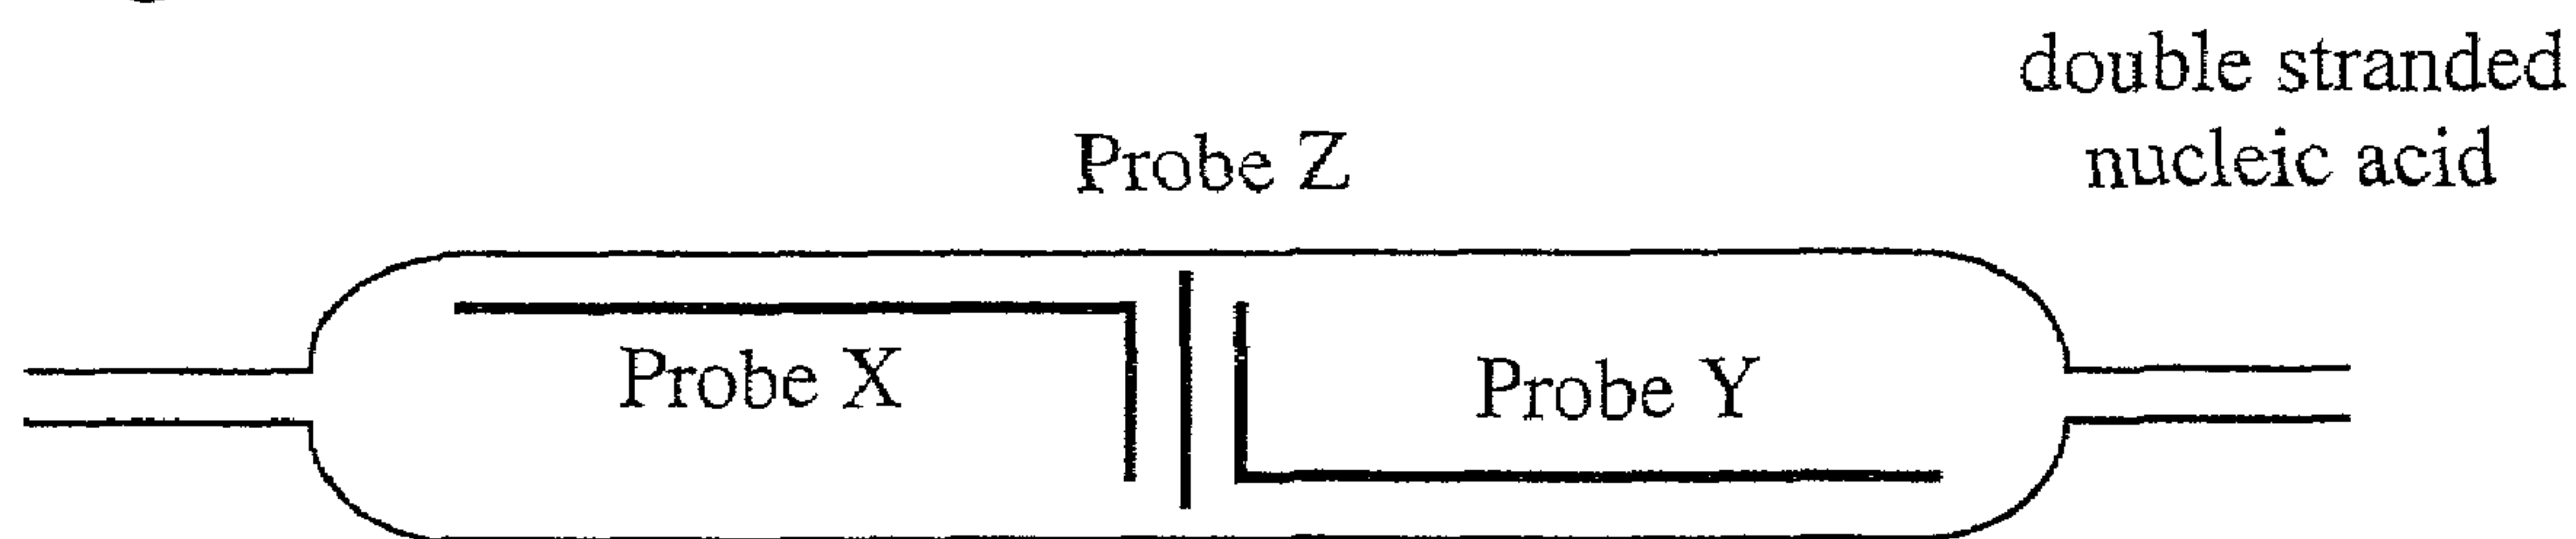 double stranded
nucleic acid
Probe Z
Probe X
Probe Y